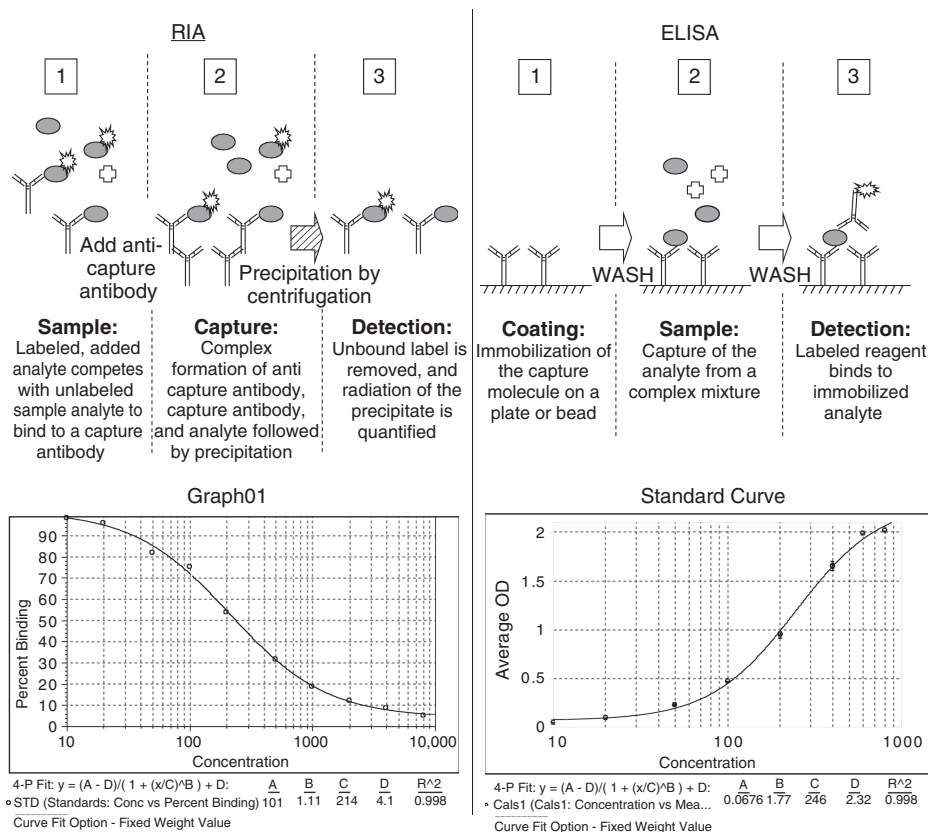 RIA
1
2
3
Add anti-
capture
antibody
Precipitation by
centrifugation
Sample:
Labeled, added
analyte competes
with unlabeled
sample analyte to
bind to a capture
antibody
Capture:
Complex
formation of anti
capture antibody,
capture antibody,
and analyte followed
by precipitation
Detection:
Unbound label is
removed, and
radiation of the
precipitate is
quantified
ELISA
1
2
3
WASH
WASH
Coating:
Immobilization of
the capture
molecule on a
plate or bead
Sample:
Capture of the
analyte from a
complex mixture
Detection:
Labeled reagent
binds to
immobilized
analyte
Graph01
Percent Binding
90
80
70
60
50
40
30
20
10
0
10 100 1000 10,000
Concentration
4-P Fit: y = (A - D)/( 1 + (x/C)^B ) + D: A B C D R^2
STD (Standards: Conc vs Percent Binding) 101 1.11 214 4.1 0.998
Curve Fit Option - Fixed Weight Value
Standard Curve
Average OD
2
1.5
1
0.5
0
10 100 1000
Concentration
4-P Fit: y = (A - D)/( 1 + (x/C)^B ) + D: A B C D R^2
Cals1 (Cals1: Concentration vs Mea... 0.0676 1.77 246 2.32 0.998
Curve Fit Option - Fixed Weight Value